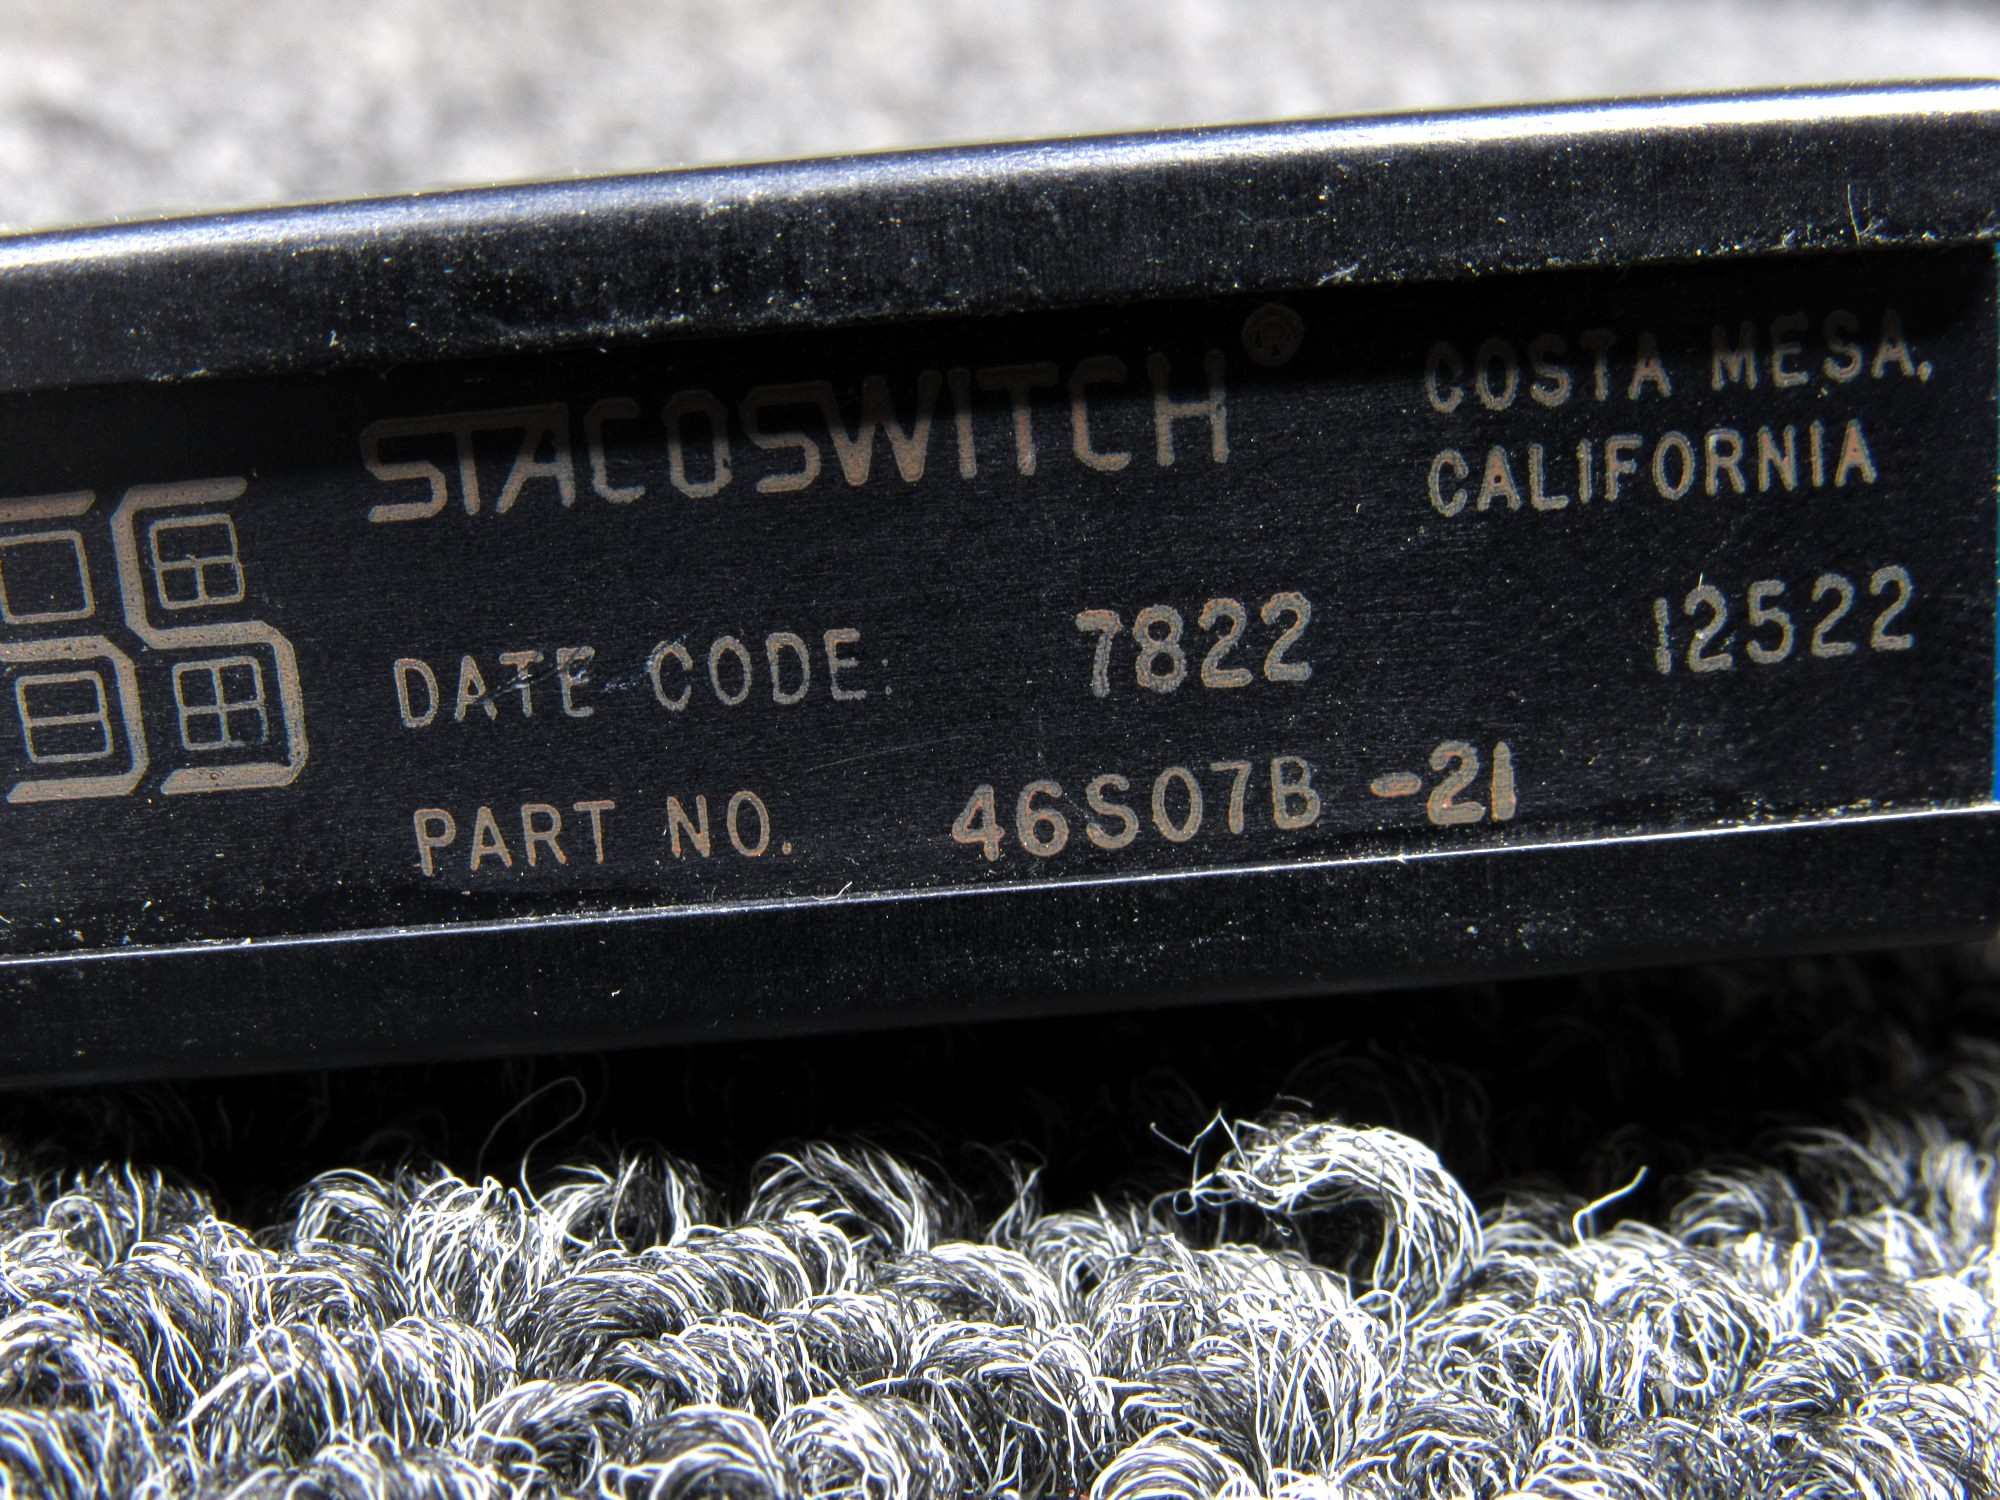 STACOSWITCH®
COSTA MESA,
CALIFORNIA
DATE CODE: 7822 12522
PART NO. 46S07B -21